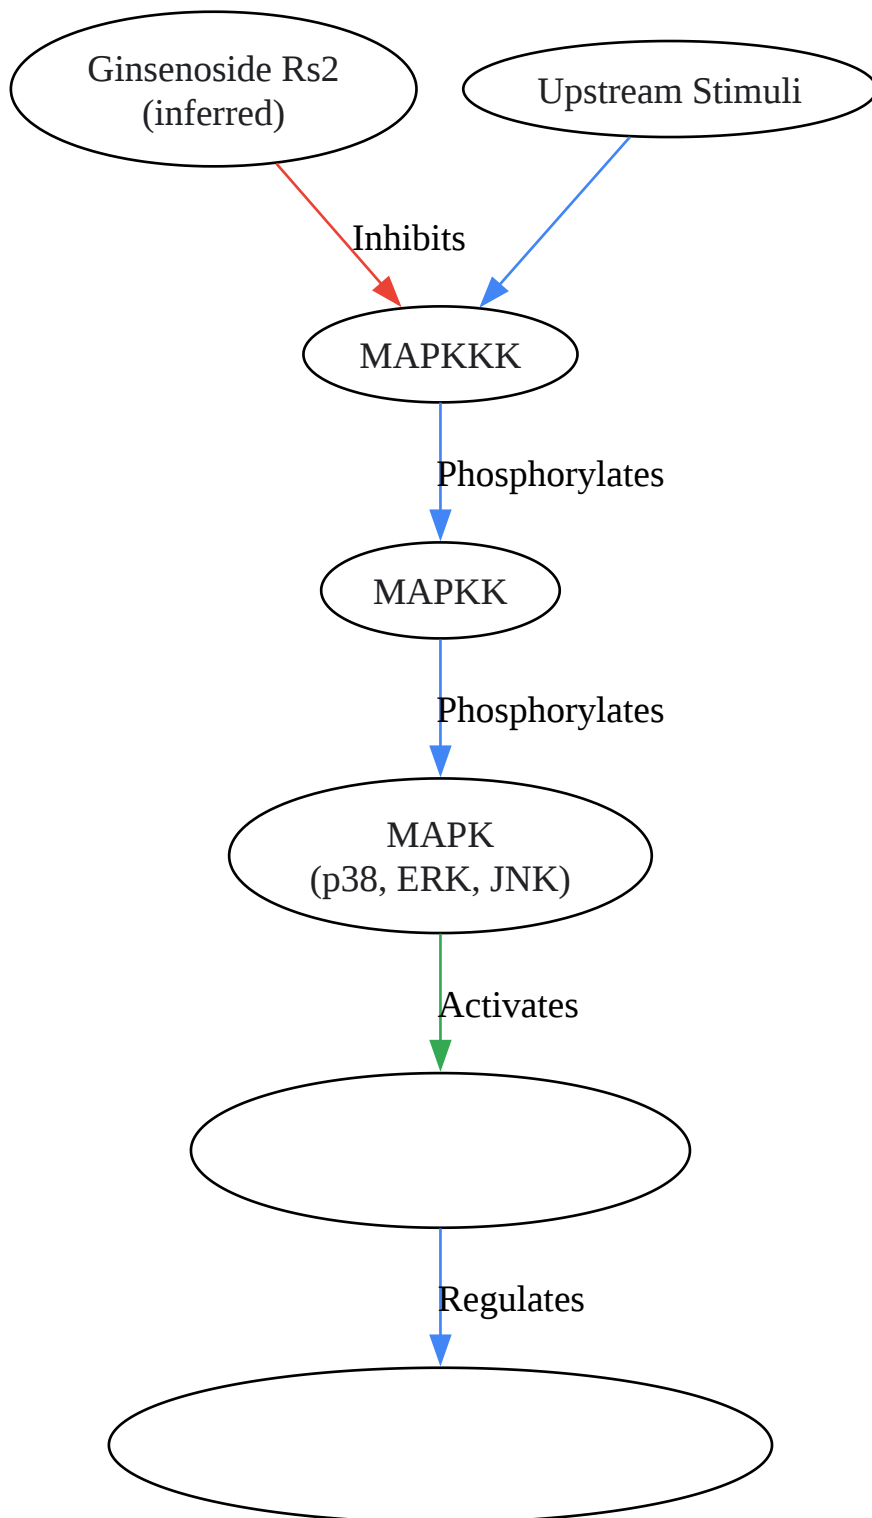 Ginsenoside Rs2
(inferred)
Upstream Stimuli
Inhibits
MAPKKK
Phosphorylates
MAPKK
Phosphorylates
MAPK
(p38, ERK, JNK)
Activates
Regulates